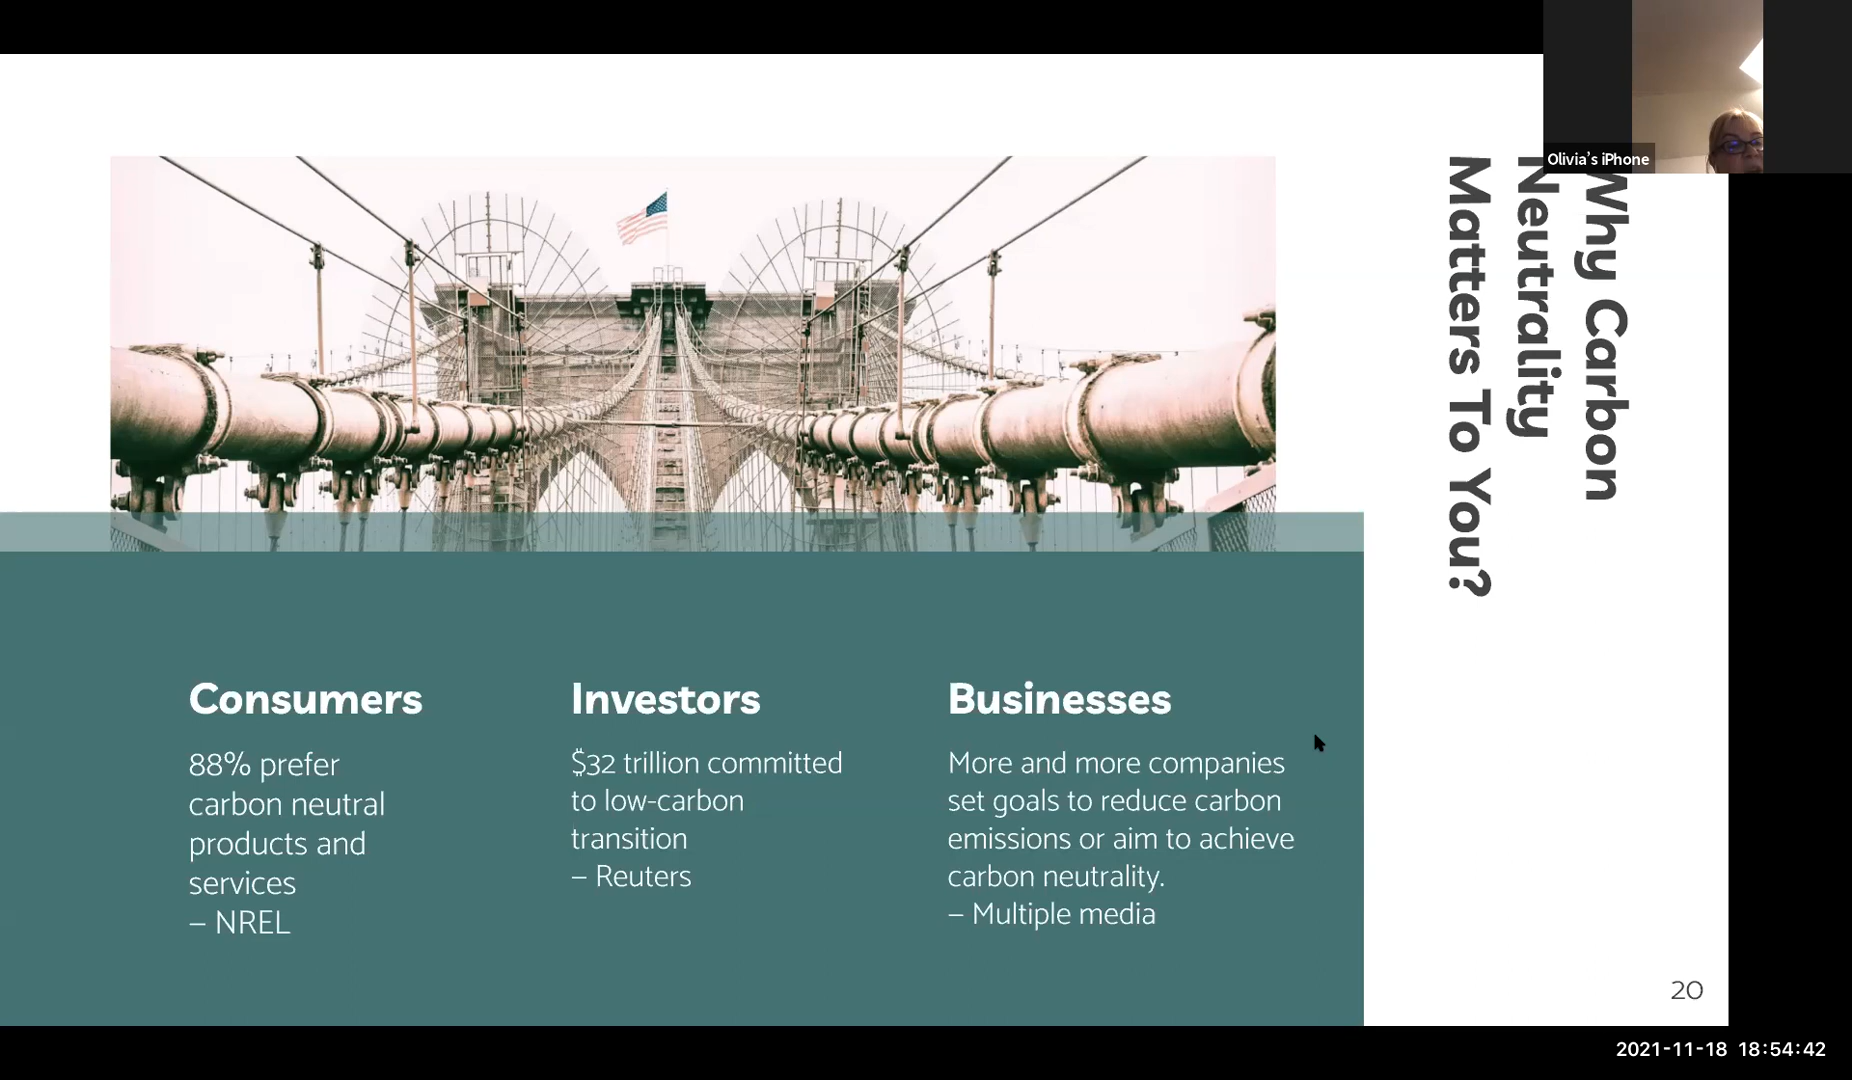 Olivia's iPhone
Why Carbon
Neutrality
Matters To You?
Consumers
88% prefer
carbon neutral
products and
services
– NREL
Investors
$32 trillion committed
to low-carbon
transition
– Reuters
Businesses
More and more companies
set goals to reduce carbon
emissions or aim to achieve
carbon neutrality.
– Multiple media
20
2021-11-18 18:54:42